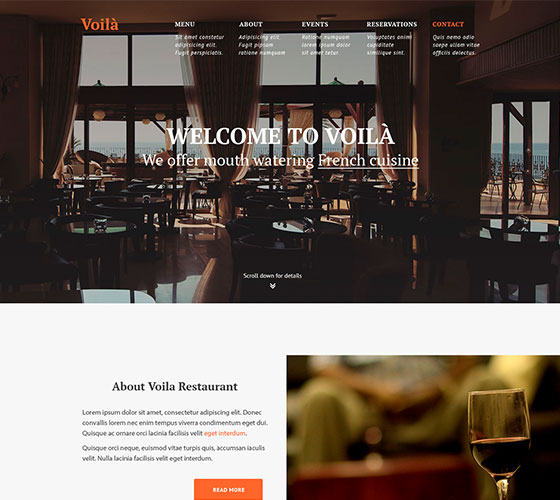 Voilà
MENU
Sit amet constetur
adipisicing elit.
Fugit perspiciatis.
ABOUT
Adipisicing elit.
Fugit pipsam
ratione numquam
EVENTS
Ratione numquam
lorem ipsum dolor
sit amet tetur.
RESERVATIONS
Voluptates animi
cupiditate
similique sint.
CONTACT
Quis nemo odio
saepe ullam vitae
officiis delectus.
WELCOME TO VOILÀ
We offer mouth watering French cuisine
Scroll down for details
About Voila Restaurant
Lorem ipsum dolor sit amet, consectetur adipiscing elit. Donec
convallis lorem nec enim tempus viverra condimentum eget dui.
Quisque ac ornare orci lacinia facilisis velit eget interdum.
Quisque orci neque, euismod vitae turpis quis, accumsan iaculis
velit. Nulla lacinia facilisis velit eget interdum.
READ MORE